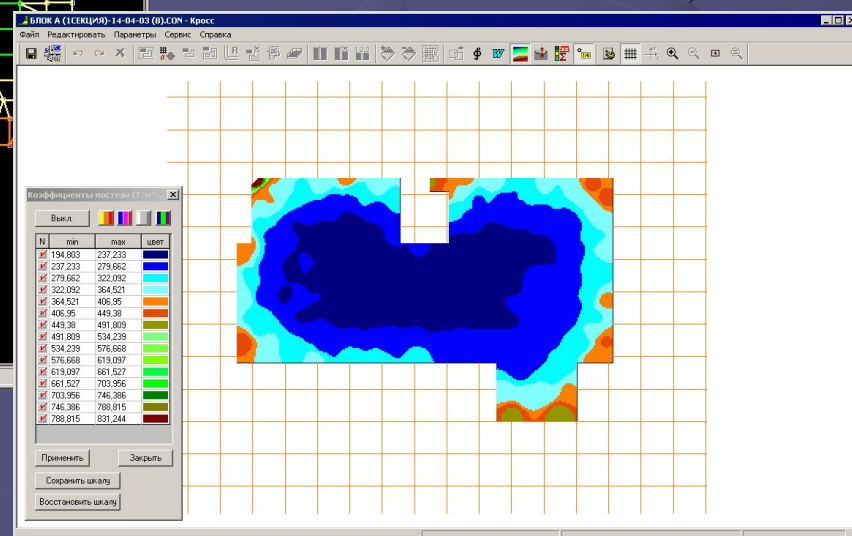 БЛОК А (1СЕКЦИЯ)-14-04-03 (В).CON - Кросс
Файл Редактировать Параметры Сервис Справка
Коэффициенты постели (Т/м
Выкл.
N min max цвет
194,803 237,233
237,233 279,662
279,662 322,092
322,092 364,521
364,521 406,95
406,95 449,38
449,38 491,809
491,809 534,239
534,239 576,668
576,668 619,097
619,097 661,527
661,527 703,956
703,956 746,386
746,386 788,815
788,815 831,244
Применить Закрыть
Сохранить шкалу
Восстановить шкалу